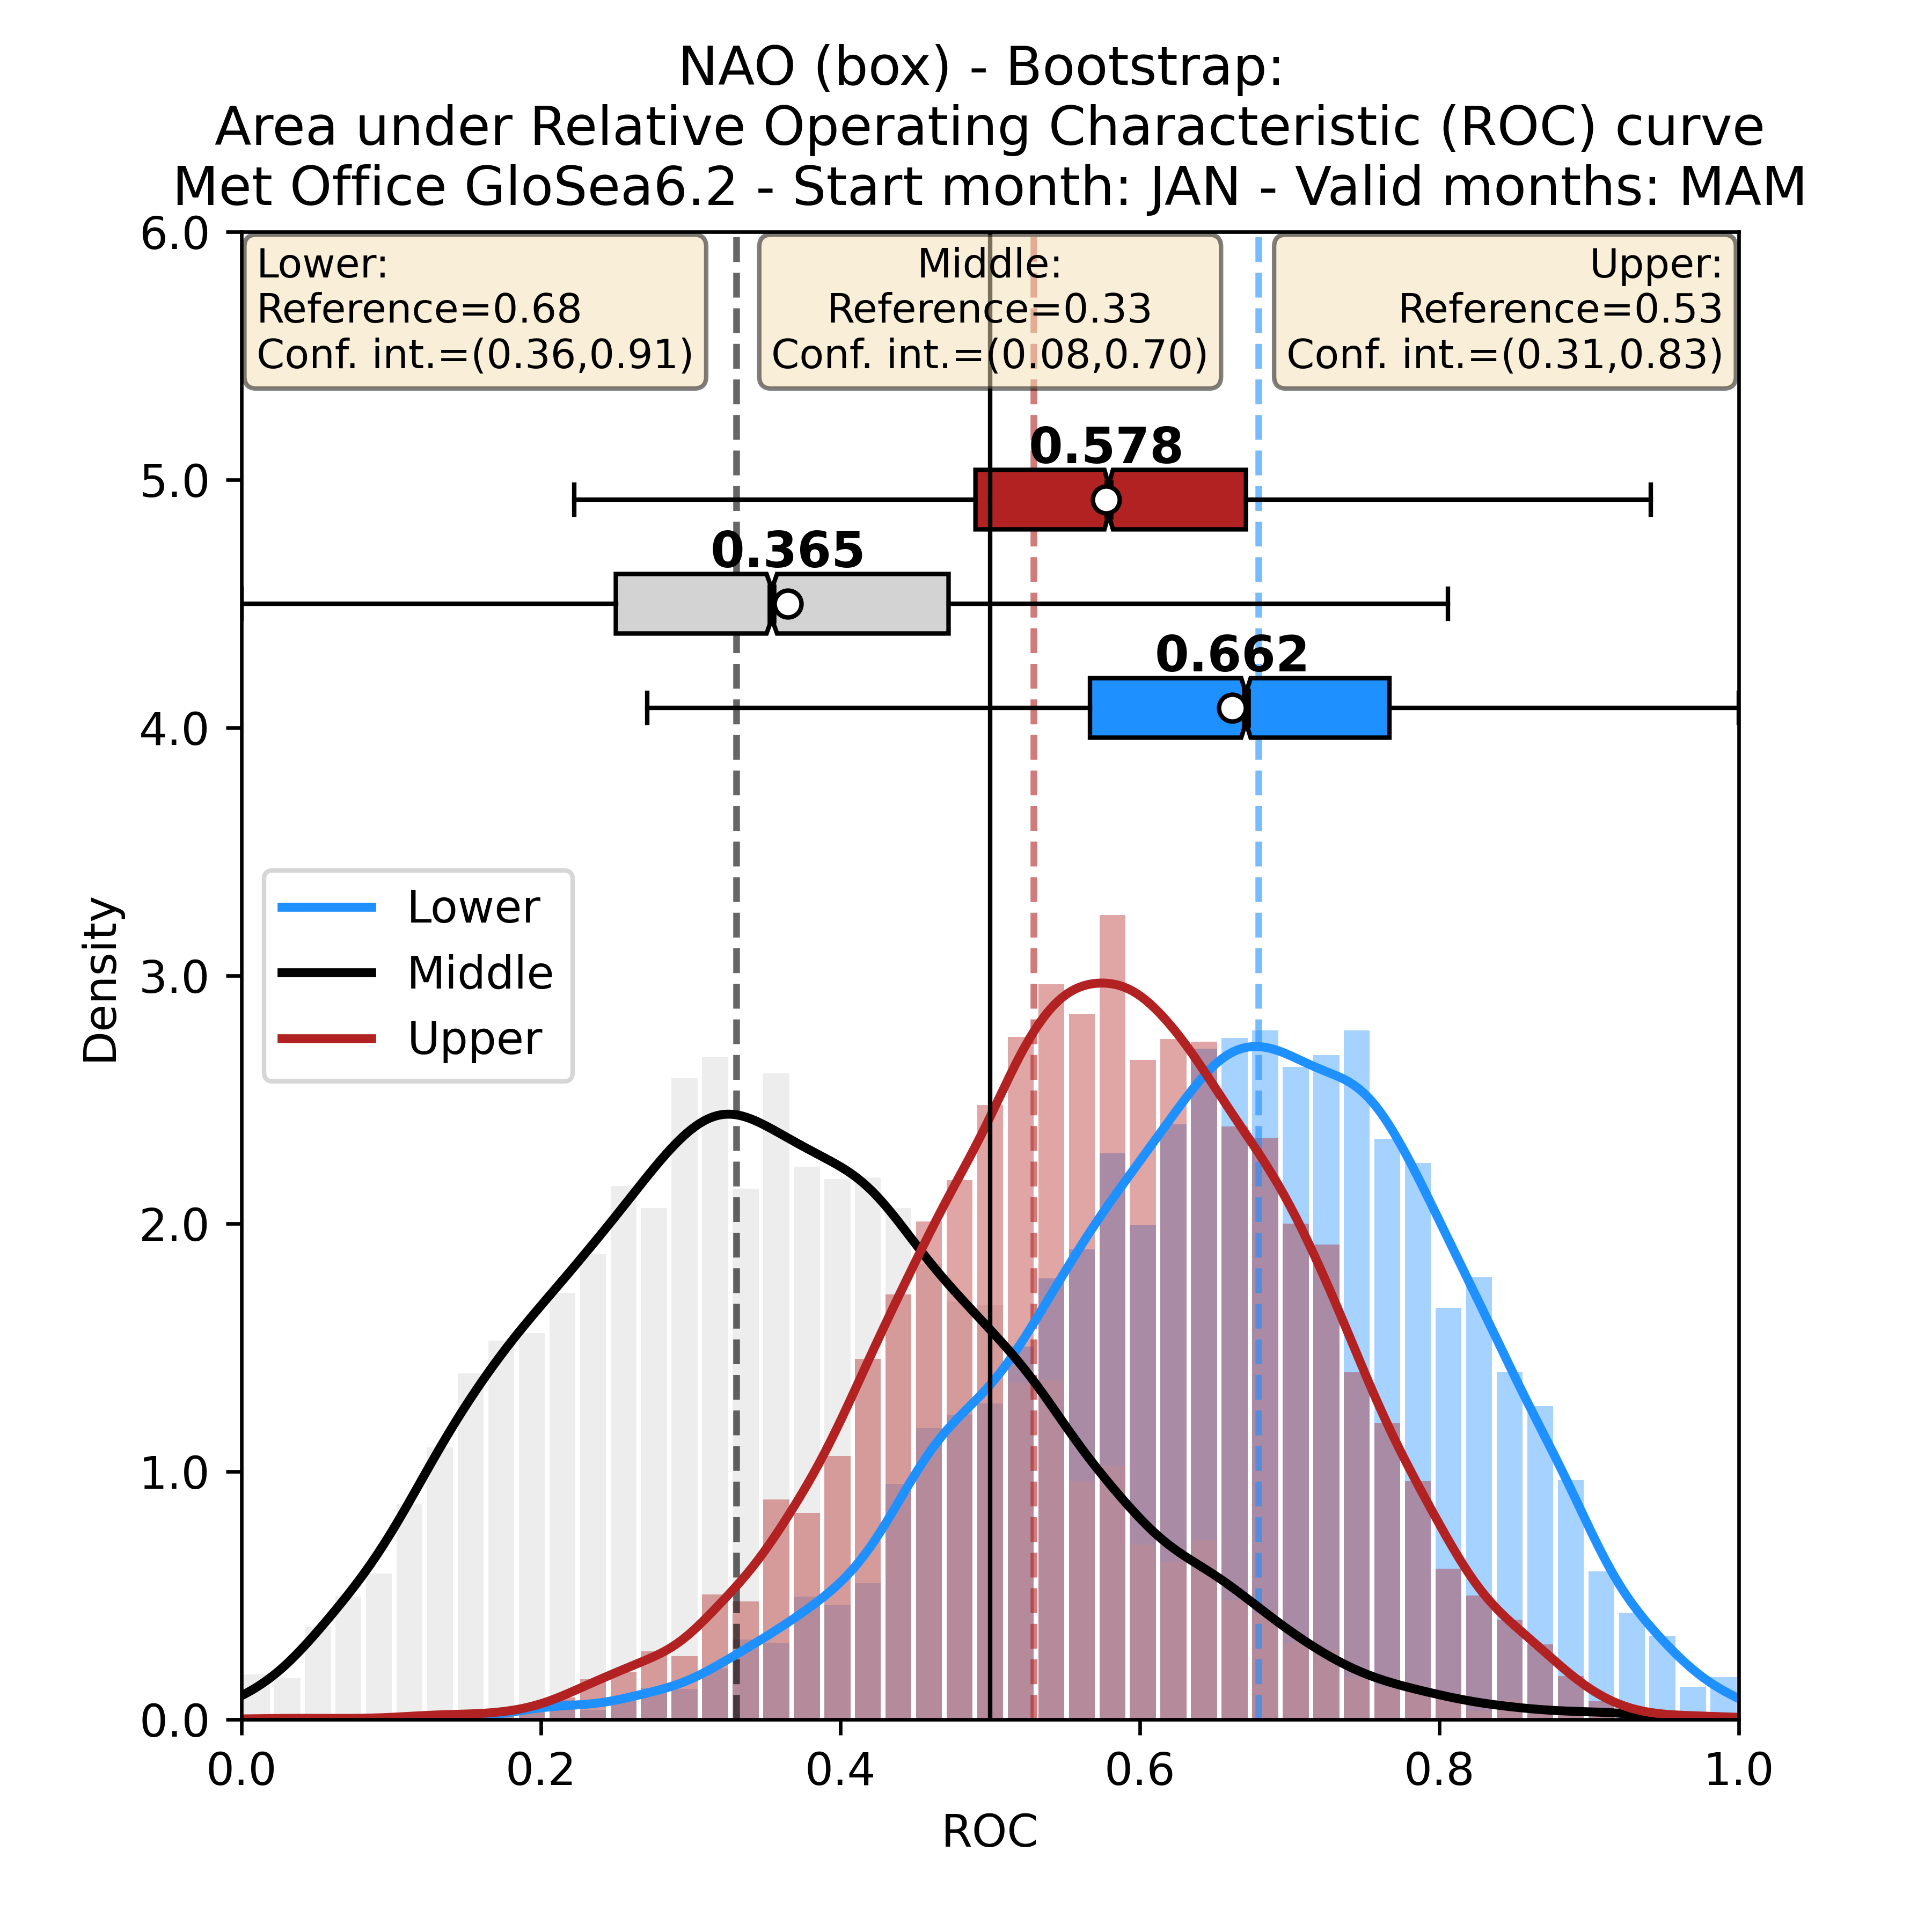 NAO (box) - Bootstrap:
Area under Relative Operating Characteristic (ROC) curve
Met Office GloSea6.2 - Start month: JAN - Valid months: MAM
Lower:
Reference=0.68
Conf. int.=(0.36,0.91)
Middle:
Reference=0.33
Conf. int.=(0.08,0.70)
Upper:
Reference=0.53
Conf. int.=(0.31,0.83)
0.578
0.365
0.662
Lower
Middle
Upper
Density
6.0
5.0
4.0
3.0
2.0
1.0
0.0
0.0 0.2 0.4 0.6 0.8 1.0
ROC